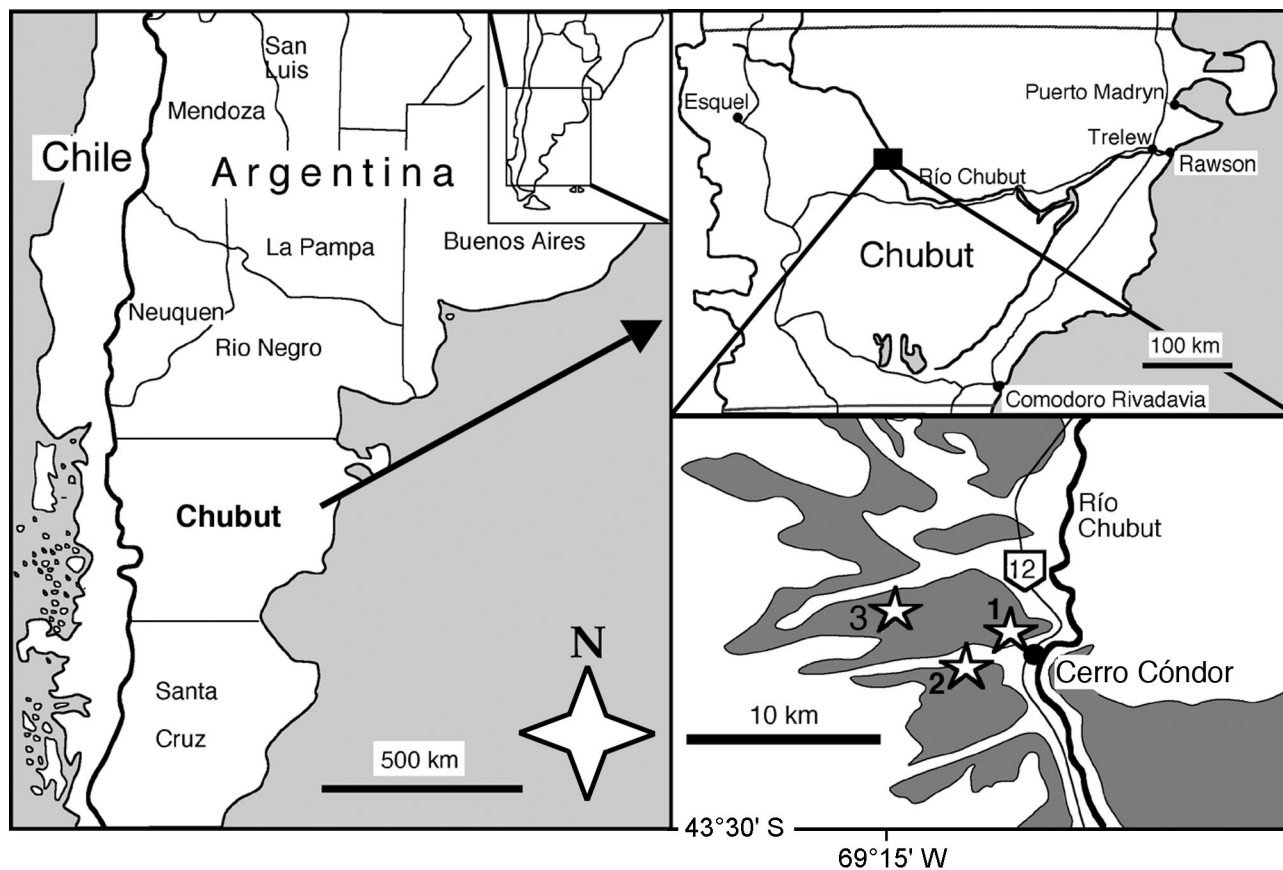 San
Luis
Mendoza
Chile
Argentina
La Pampa
Buenos Aires
Neuquen
Rio Negro
Chubut
Santa
Cruz
N
500 km
Esquel
Puerto Madryn
Trelew
Rawson
Río Chubut
Chubut
100 km
Comodoro Rivadavia
Río
Chubut
12
3
1
2
Cerro Cóndor
10 km
43°30' S
69°15' W